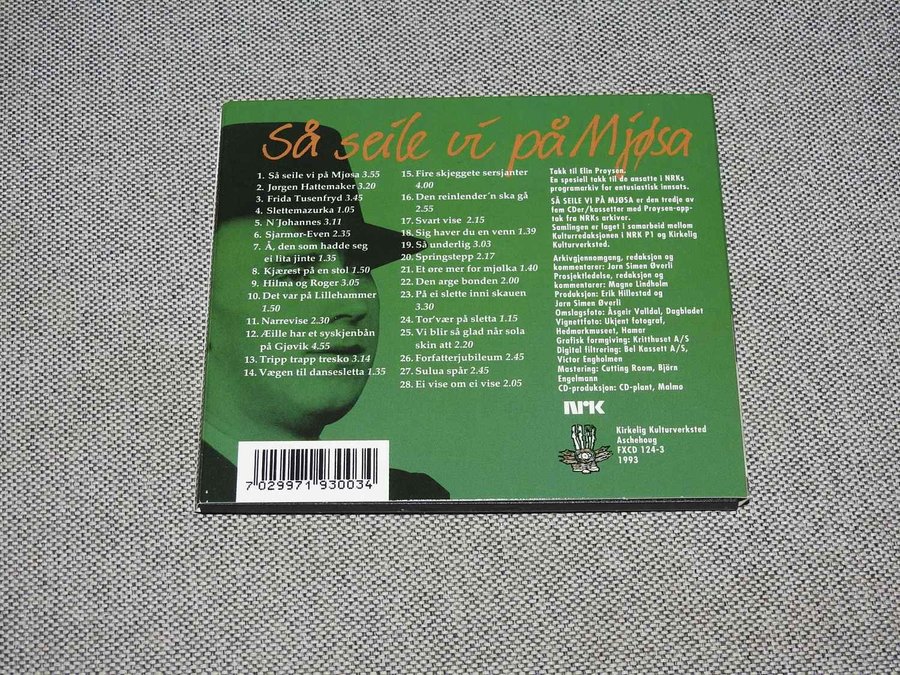 Så seile vi på Mjøsa
1. Så seile vi på Mjøsa 3.55
2. Jørgen Hattemaker 3.20
3. Frida Tusenfryd 3.45
4. Slettemazurka 1.05
5. N'Johannes 3.11
6. Sjarmør-Even 2.35
7. Å, den som hadde seg
ei lita jinte 1.35
8. Kjærest på en stol 1.50
9. Hilma og Roger 3.05
10. Det var på Lillehammer
1.50
11. Narrevise 2.30
12. Æille har et syskjenbån
på Gjøvik 4.55
13. Tripp trapp tresko 3.14
14. Vægen til dansesletta 1.35
15. Fire skjeggete sersjanter
4.00
16. Den reinlender'n ska gå
2.55
17. Svart vise 2.15
18. Sig haver du en venn 1.39
19. Så underlig 3.03
20. Springstepp 2.17
21. Et øre mer for mjølka 1.40
22. Den arge bonden 2.00
23. På ei slette inni skauen
3.30
24. Tor'vær på sletta 1.15
25. Vi blir så glad når sola
skin att 2.20
26. Forfatterjubileum 2.45
27. Sulua spår 2.45
28. Ei vise om ei vise 2.05
Takk til Elin Prøysen.
En spesiell takk til de ansatte i NRKs
programarkiv for entusiastisk innsats.
SÅ SEILE VI PÅ MJØSA er den tredje av
fem CDer/kassetter med Prøysen-opp-
tak fra NRKs arkiver.
Samlingen er laget i samarbeid mellom
Kulturredaksjonen i NRK P1 og Kirkelig
Kulturverksted.
Arkivgjennomgang, redaksjon og
kommentarer: Jørn Simen Øverli
Prosjektledelse, redaksjon og
kommentarer: Magne Lindholm
Produksjon: Erik Hillestad og
Jørn Simen Øverli
Omslagsfoto: Åsgeir Valldal, Dagbladet
Vignettfoto: Ukjent fotograf,
Hedmarkmuseet, Hamar
Grafisk formgiving: Kritthuset A/S
Digital filtrering: Bel Kassett A/S,
Victor Engholmen
Mastering: Cutting Room, Björn
Engelmann
CD-produksjon: CD-plant, Malmø
NRK
Kirkelig Kulturverksted
Aschehoug
FXCD 124-3
1993
7 029971 930034